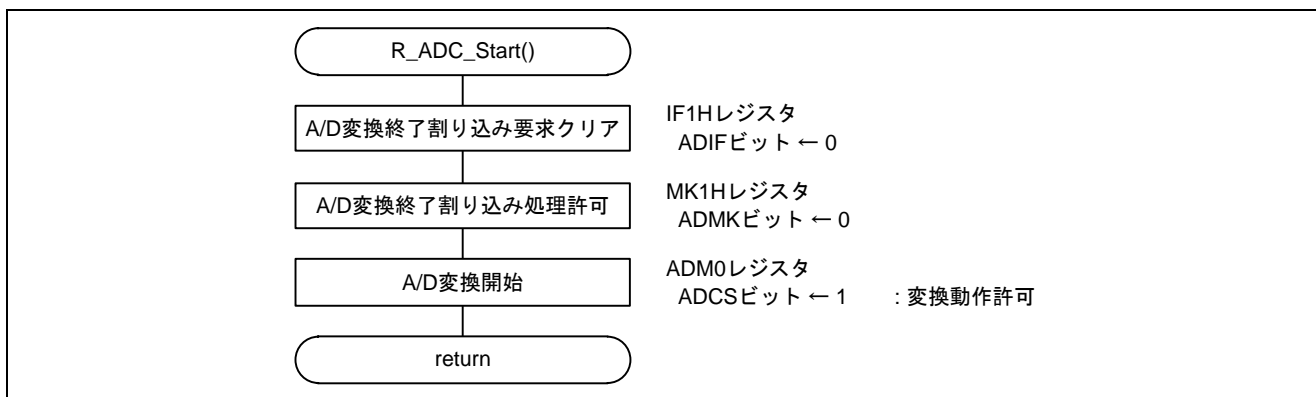 R_ADC_Start()
A/D変換終了割り込み要求クリア
IF1Hレジスタ
ADIFビット ← 0
A/D変換終了割り込み処理許可
MK1Hレジスタ
ADMKビット ← 0
A/D変換開始
ADM0レジスタ
ADCSビット ← 1 : 変換動作許可
return